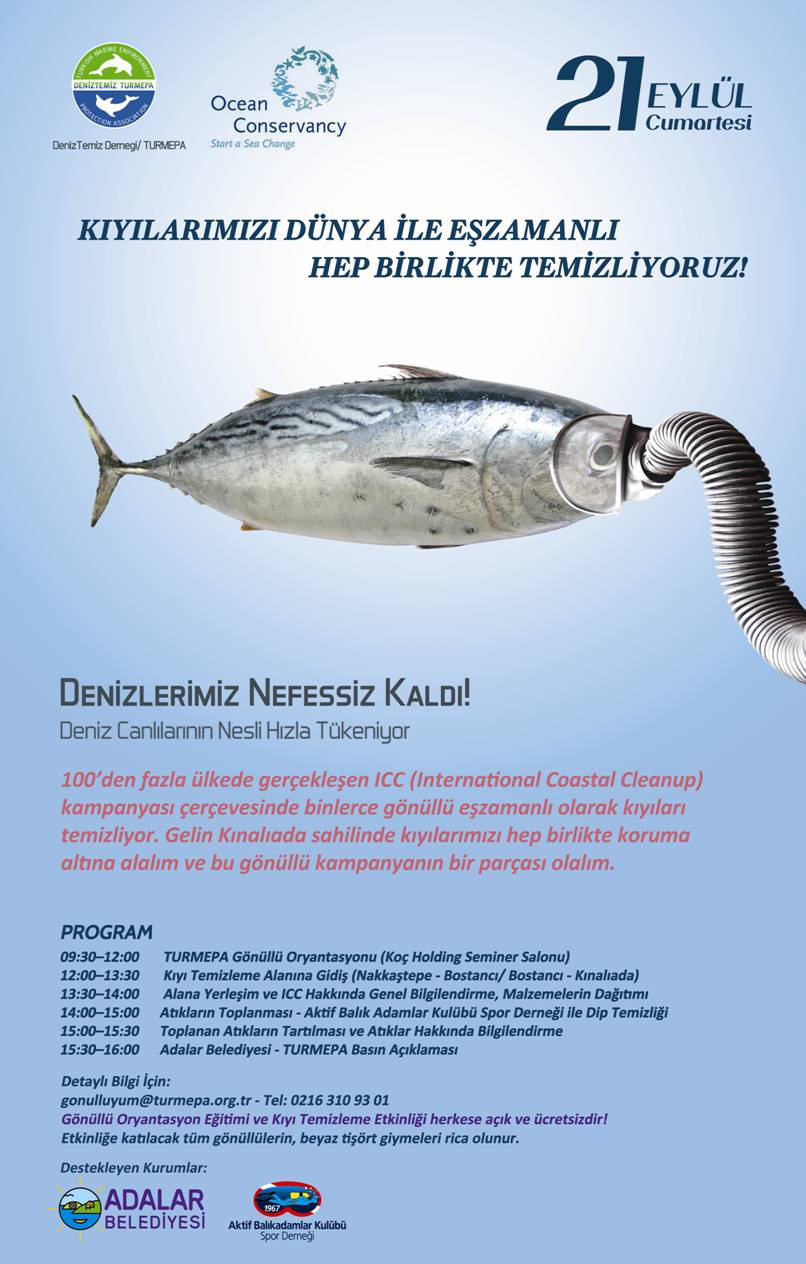 TURKISH MARINE ENVIRONMENT
DENİZTEMİZ TURMEPA
PROTECTION ASSOCIATION
DenizTemiz Dernegi/ TURMEPA
Ocean
Conservancy
Start a Sea Change
21 EYLÜL
Cumartesi
KIYILARIMIZI DÜNYA İLE EŞZAMANLI
HEP BİRLİKTE TEMİZLİYORUZ!
DENİZLERİMİZ NEFESSİZ KALDI!
Deniz Canlılarının Nesli Hızla Tükeniyor
100’den fazla ülkede gerçekleşen ICC (International Coastal Cleanup)
kampanyası çerçevesinde binlerce gönüllü eşzamanlı olarak kıyıları
temizliyor. Gelin Kınalıada sahilinde kıyılarımızı hep birlikte koruma
altına alalım ve bu gönüllü kampanyanın bir parçası olalım.
PROGRAM
09:30–12:00 TURMEPA Gönüllü Oryantasyonu (Koç Holding Seminer Salonu)
12:00–13:30 Kıyı Temizleme Alanına Gidiş (Nakkaştepe - Bostancı/ Bostancı - Kınalıada)
13:30–14:00 Alana Yerleşim ve ICC Hakkında Genel Bilgilendirme, Malzemelerin Dağıtımı
14:00–15:00 Atıkların Toplanması - Aktif Balık Adamlar Kulübü Spor Derneği ile Dip Temizliği
15:00–15:30 Toplanan Atıkların Tartılması ve Atıklar Hakkında Bilgilendirme
15:30–16:00 Adalar Belediyesi - TURMEPA Basın Açıklaması
Detaylı Bilgi İçin:
gonulluyum@turmepa.org.tr - Tel: 0216 310 93 01
Gönüllü Oryantasyon Eğitimi ve Kıyı Temizleme Etkinliği herkese açık ve ücretsizdir!
Etkinliğe katılacak tüm gönüllülerin, beyaz tişört giymeleri rica olunur.
Destekleyen Kurumlar:
ADALAR
BELEDİYESİ
1967
Aktif Balıkadamlar Kulübü
Spor Derneği